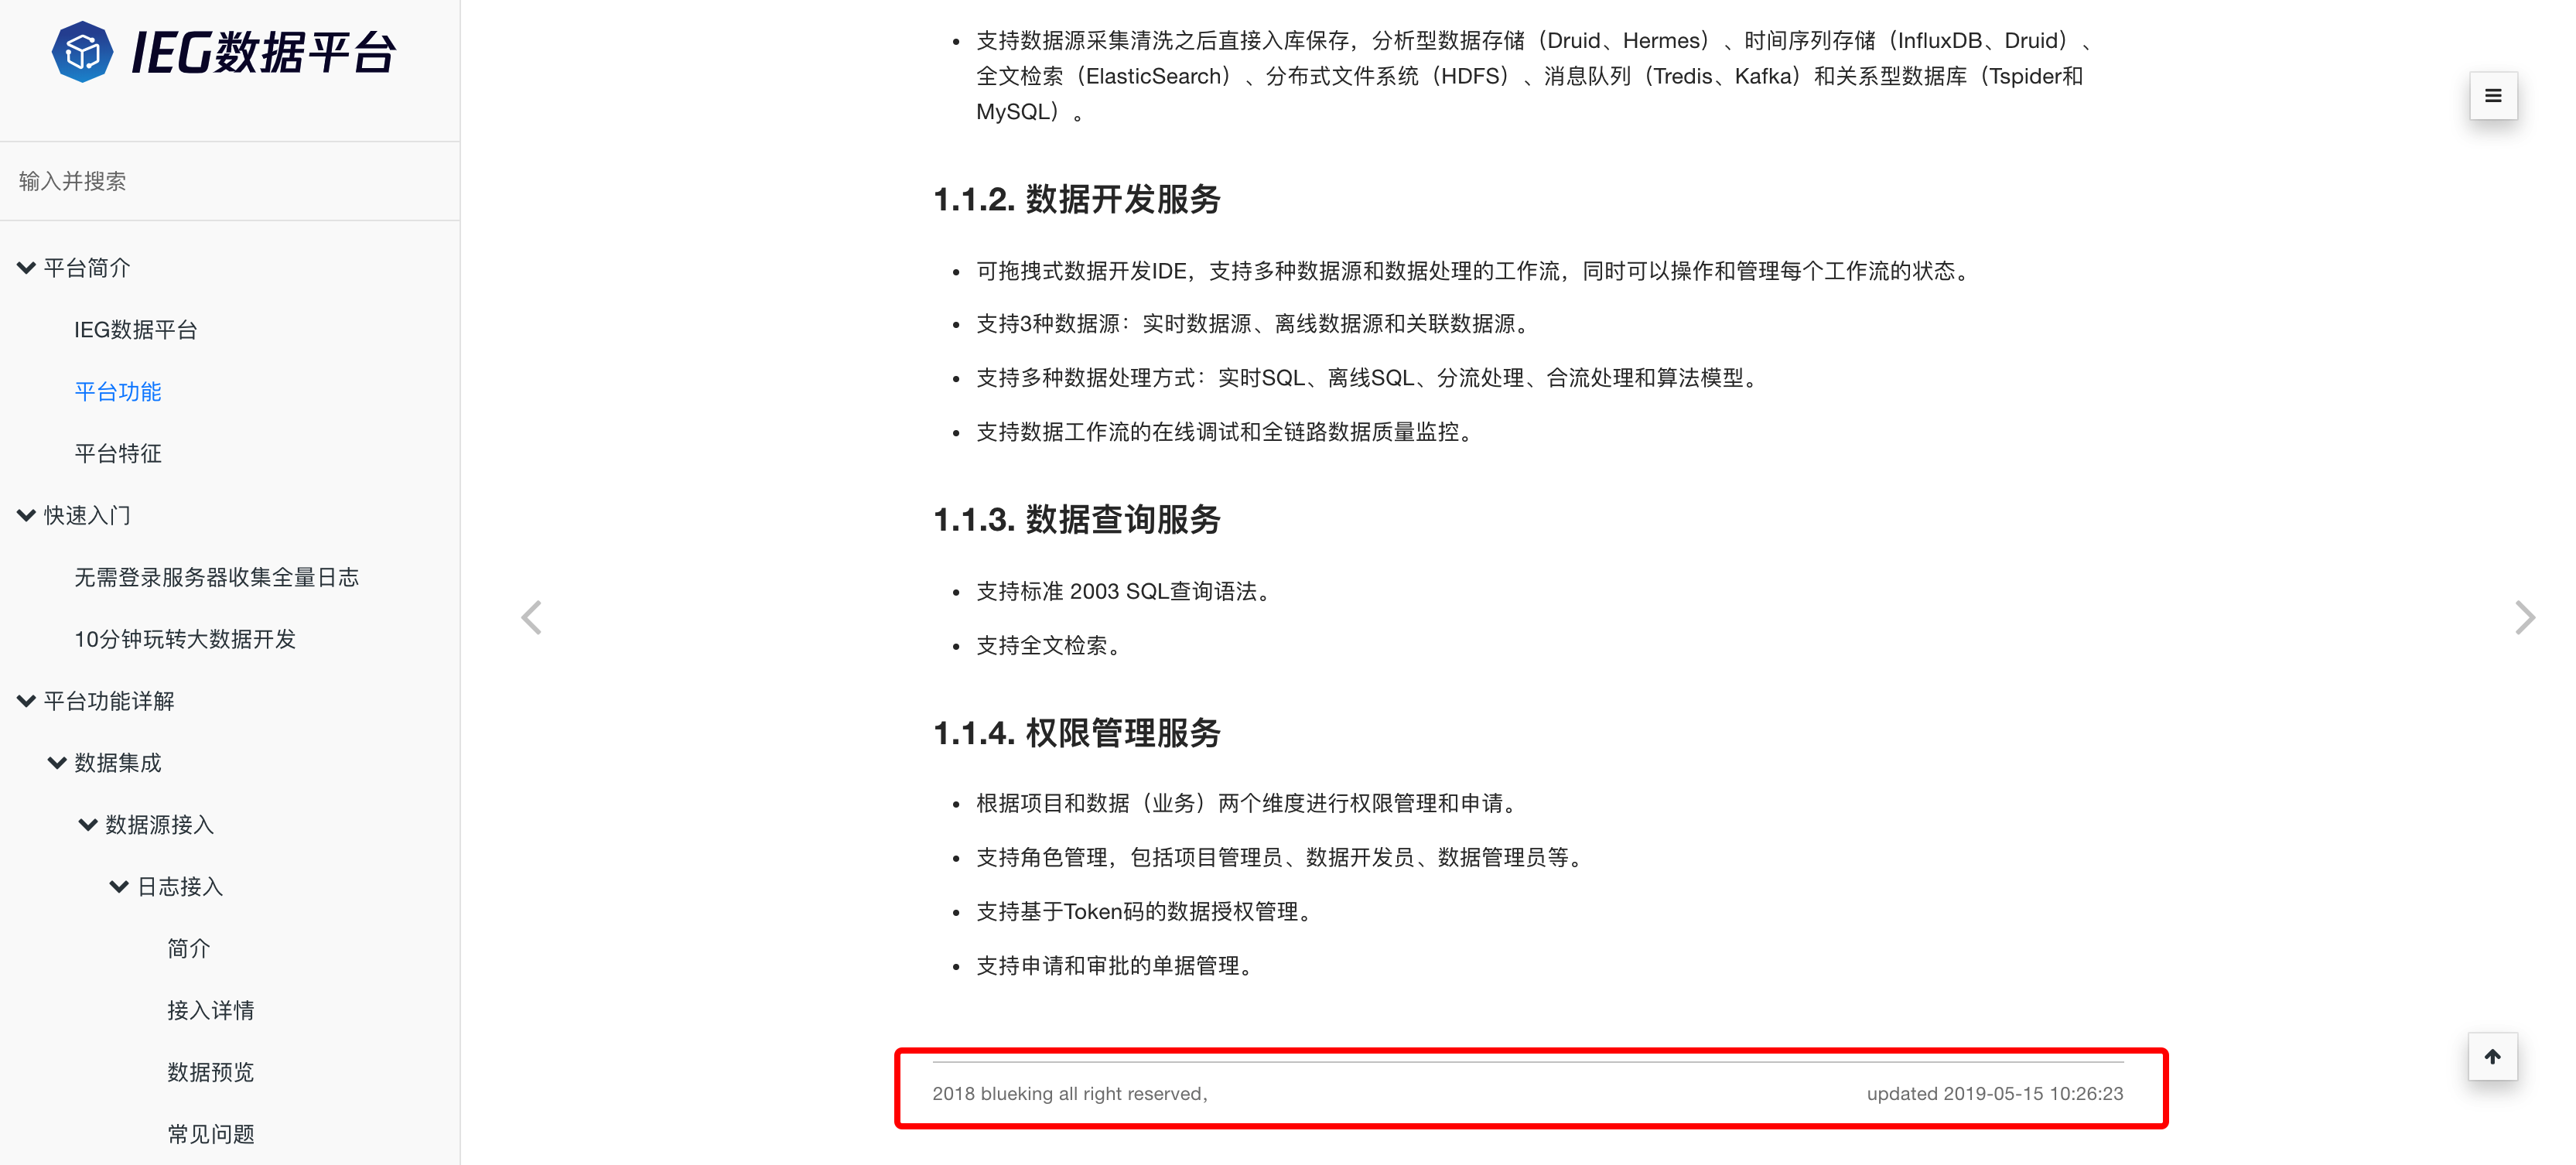 IEG数据平台
输入并搜索
平台简介
IEG数据平台
平台功能
平台特征
快速入门
无需登录服务器收集全量日志
10分钟玩转大数据开发
平台功能详解
数据集成
数据源接入
日志接入
简介
接入详情
数据预览
常见问题
• 支持数据源采集清洗之后直接入库保存，分析型数据存储（Druid、Hermes）、时间序列存储（InfluxDB、Druid）、
全文检索（ElasticSearch）、分布式文件系统（HDFS）、消息队列（Tredis、Kafka）和关系型数据库（Tspider和
MySQL）。
1.1.2. 数据开发服务
• 可拖拽式数据开发IDE，支持多种数据源和数据处理的工作流，同时可以操作和管理每个工作流的状态。
• 支持3种数据源：实时数据源、离线数据源和关联数据源。
• 支持多种数据处理方式：实时SQL、离线SQL、分流处理、合流处理和算法模型。
• 支持数据工作流的在线调试和全链路数据质量监控。
1.1.3. 数据查询服务
• 支持标准 2003 SQL查询语法。
• 支持全文检索。
1.1.4. 权限管理服务
• 根据项目和数据（业务）两个维度进行权限管理和申请。
• 支持角色管理，包括项目管理员、数据开发员、数据管理员等。
• 支持基于Token码的数据授权管理。
• 支持申请和审批的单据管理。
2018 blueking all right reserved,
updated 2019-05-15 10:26:23